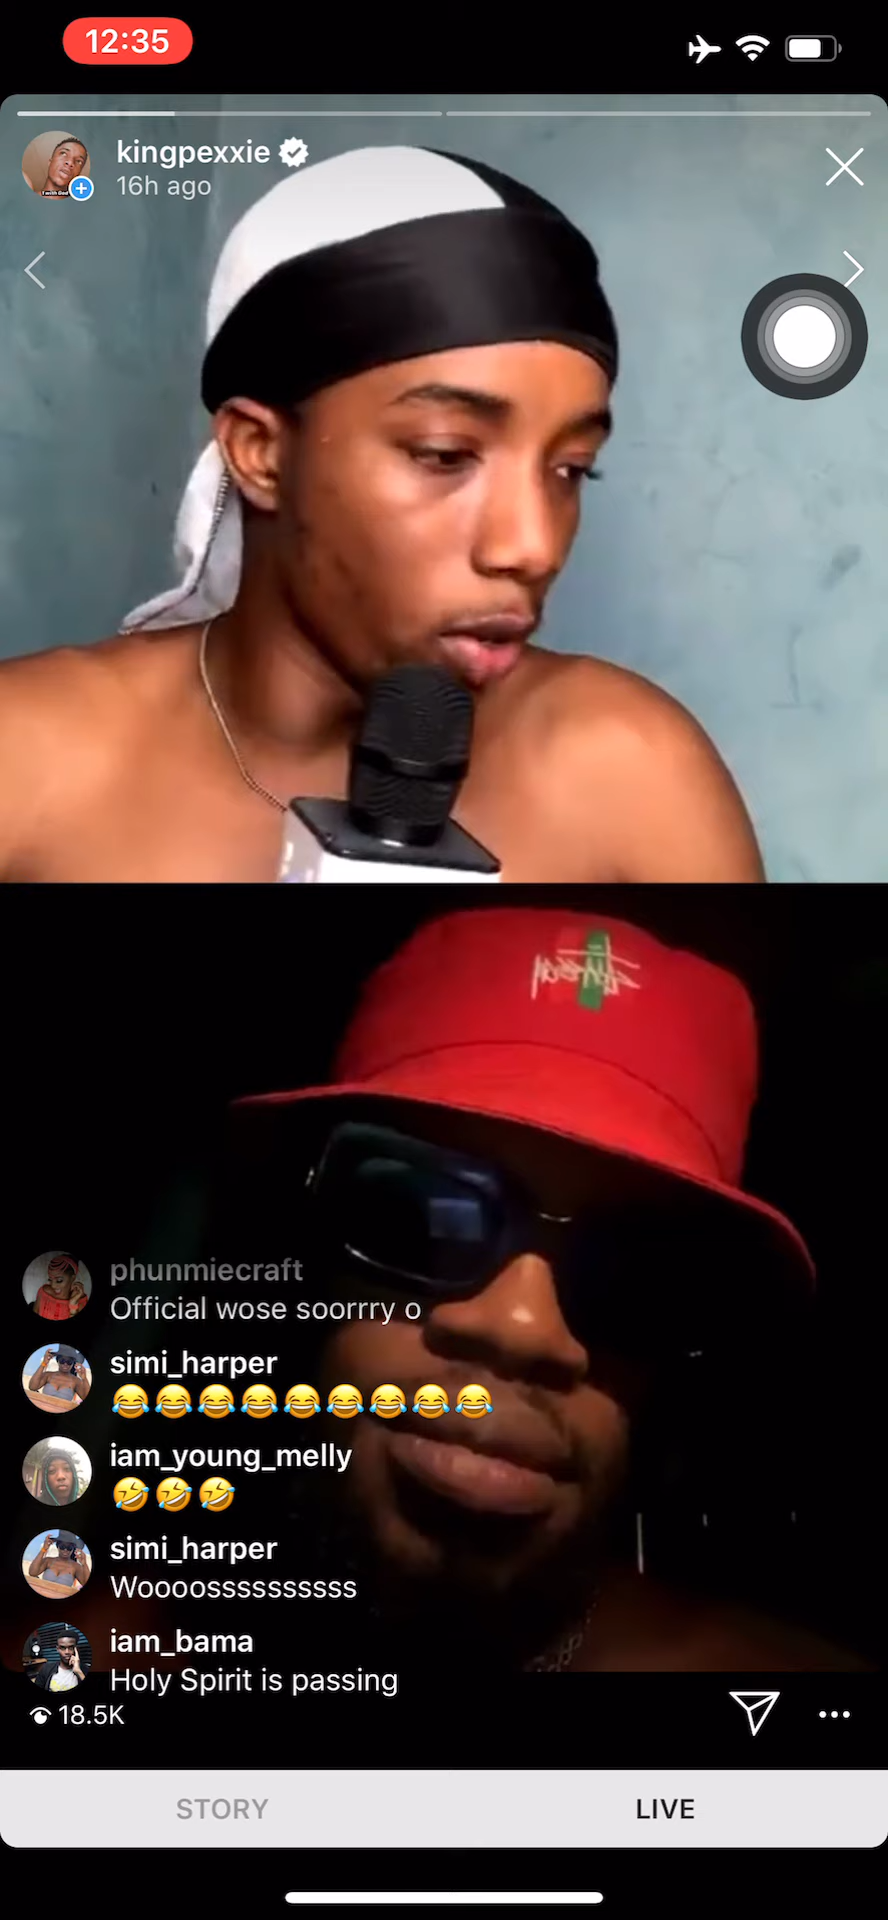 12:35
kingpexxie
16h ago
phunmiecraft
Official wose soorrry o
simi_harper
😂😂😂😂😂😂😂😂😂
iam_young_melly
🤣🤣🤣
simi_harper
Woooossssssssss
iam_bama
Holy Spirit is passing
18.5K
STORY
LIVE